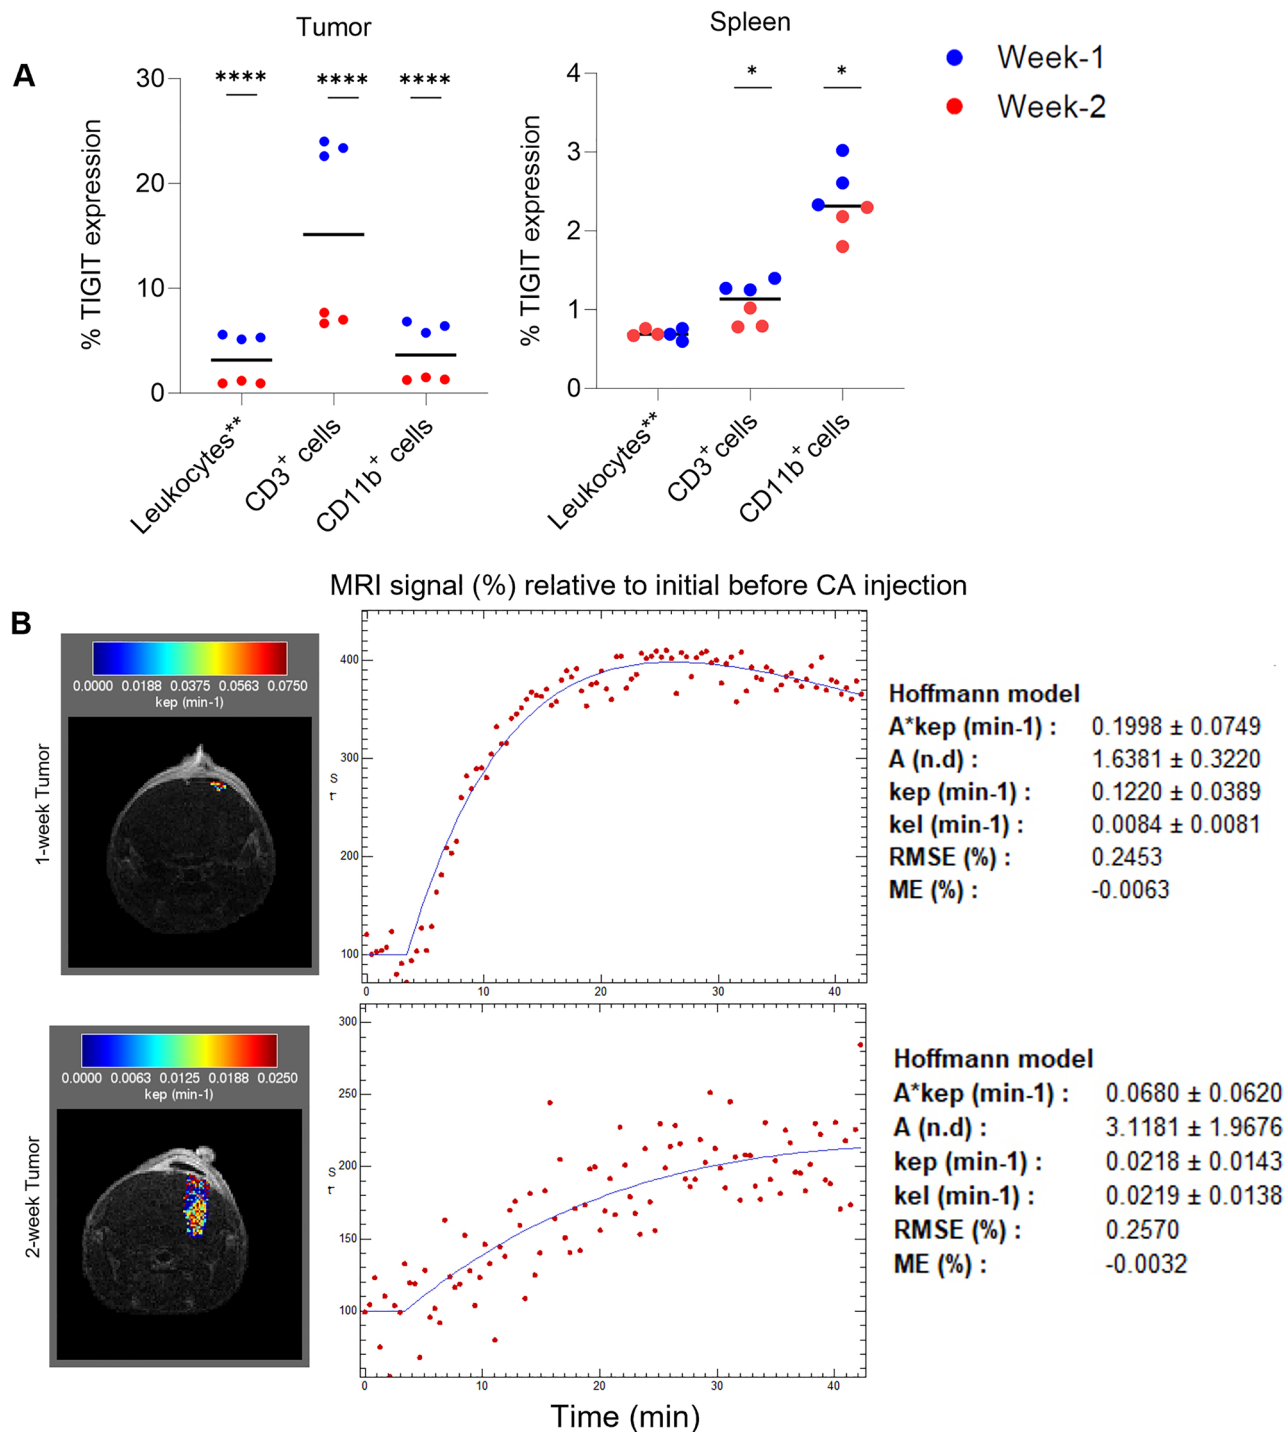 A
Tumor
Spleen
Week-1
Week-2
% TIGIT expression
30
20
10
0
****
****
****
Leukocytes**
CD3+ cells
CD11b+ cells
% TIGIT expression
4
3
2
1
0
*
*
Leukocytes**
CD3+ cells
CD11b+ cells
MRI signal (%) relative to initial before CA injection
B
1-week Tumor
0.0000 0.0188 0.0375 0.0563 0.0750
kep (min-1)
400
300
200
100
0 10 20 30 40
Hoffmann model
A*kep (min-1) : 0.1998 ± 0.0749
A (n.d) : 1.6381 ± 0.3220
kep (min-1) : 0.1220 ± 0.0389
kel (min-1) : 0.0084 ± 0.0081
RMSE (%) : 0.2453
ME (%) : -0.0063
2-week Tumor
0.0000 0.0063 0.0125 0.0188 0.0250
kep (min-1)
300
250
200
150
100
0 10 20 30 40
Time (min)
Hoffmann model
A*kep (min-1) : 0.0680 ± 0.0620
A (n.d) : 3.1181 ± 1.9676
kep (min-1) : 0.0218 ± 0.0143
kel (min-1) : 0.0219 ± 0.0138
RMSE (%) : 0.2570
ME (%) : -0.0032